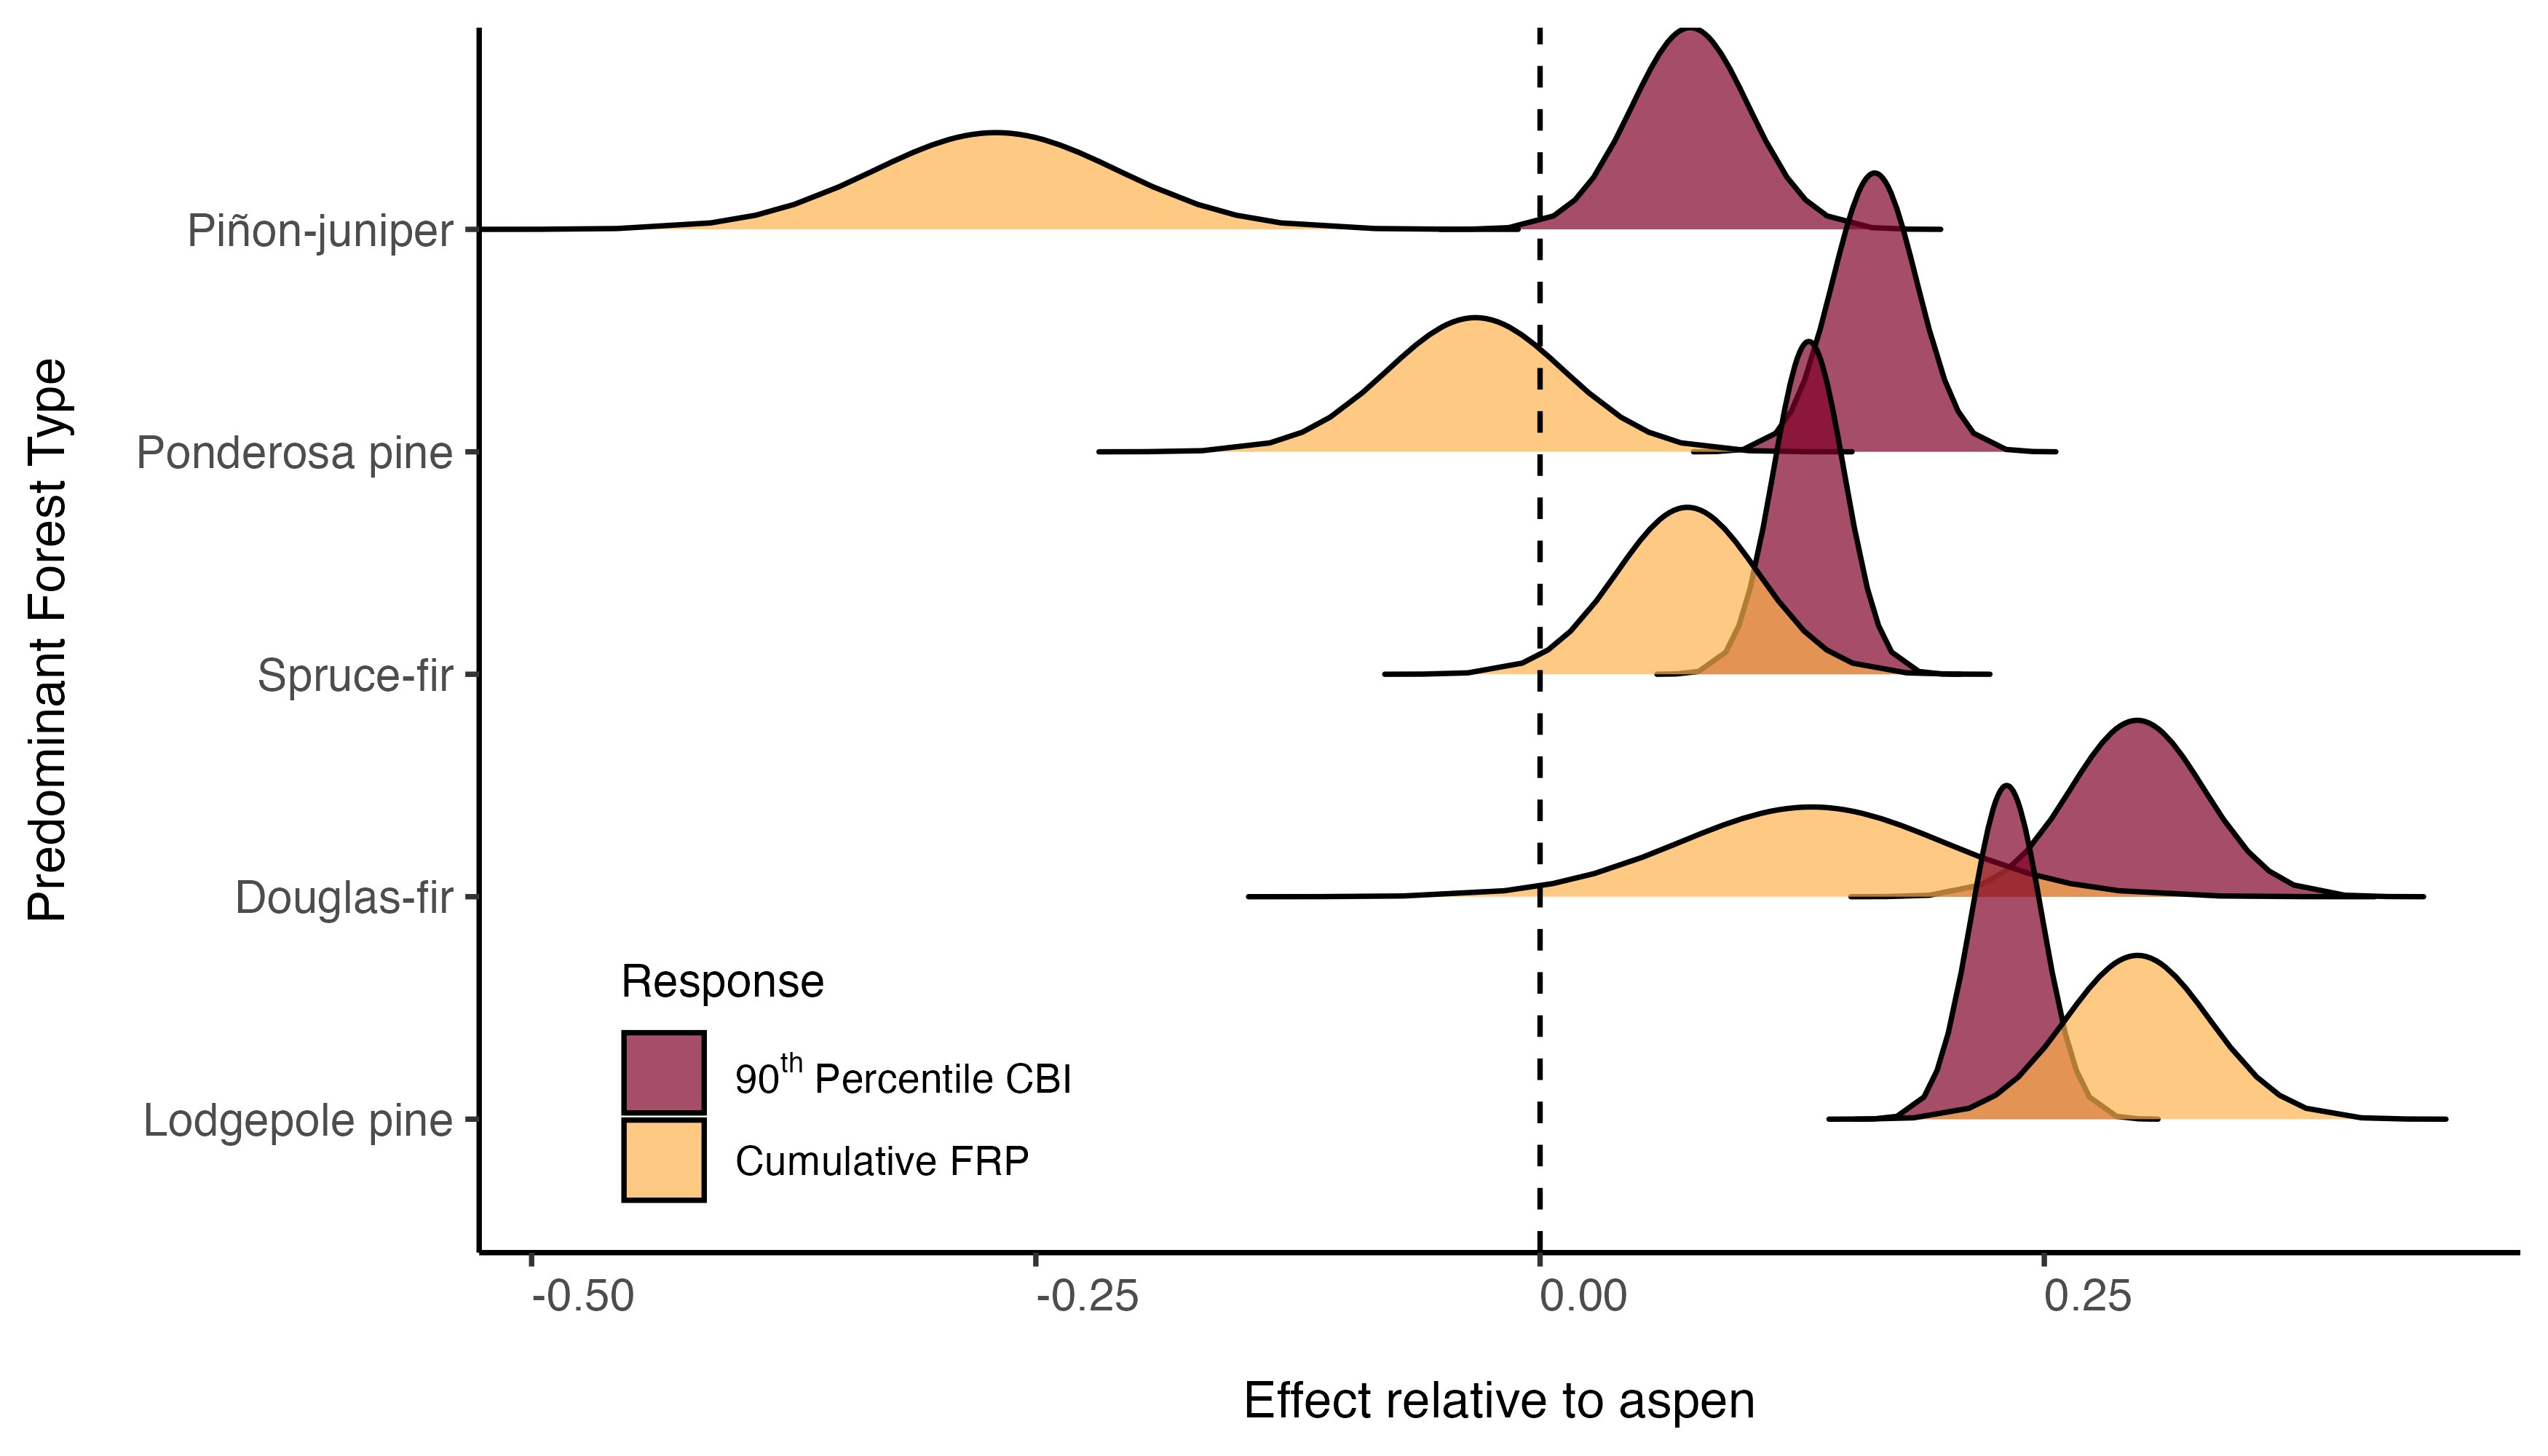 Predominant Forest Type
Piñon-juniper
Ponderosa pine
Spruce-fir
Douglas-fir
Lodgepole pine
Response
90th Percentile CBI
Cumulative FRP
-0.50 -0.25 0.00 0.25
Effect relative to aspen